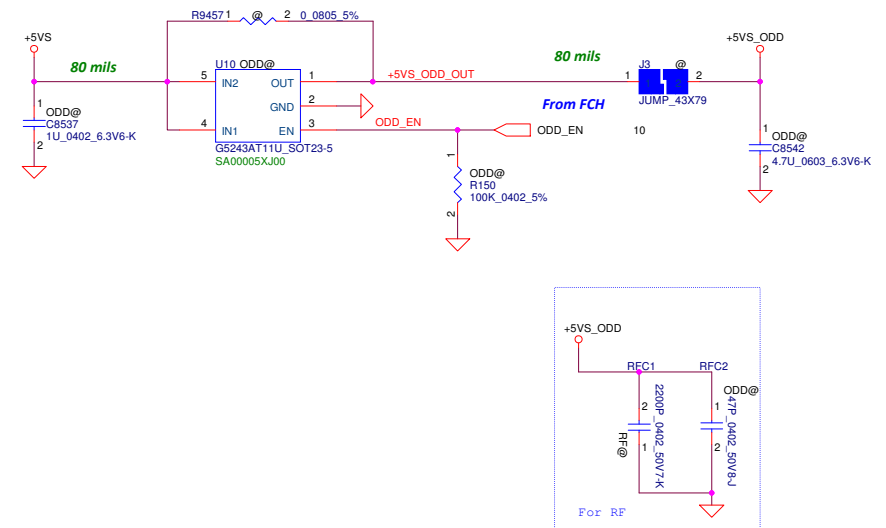 R9457 1 @ 2 0_0805_5%
+5VS
80 mils
U10 ODD@
5 IN2 OUT 1
GND 2
4 IN1 EN 3
G5243AT11U_SOT23-5
SA00005XJ00
+5VS_ODD_OUT
ODD_EN
80 mils
From FCH
ODD_EN
10
J3 @
1 1 2 2
JUMP_43X79
+5VS_ODD
1
ODD@
C8537
1U_0402_6.3V6-K
2
1
ODD@
R150
100K_0402_5%
2
1
ODD@
C8542
4.7U_0603_6.3V6-K
2
+5VS_ODD
RFC1 RFC2
2
2200P_0402_50V7-K
1
RF@
ODD@
1
47P_0402_50V8-J
2
For RF